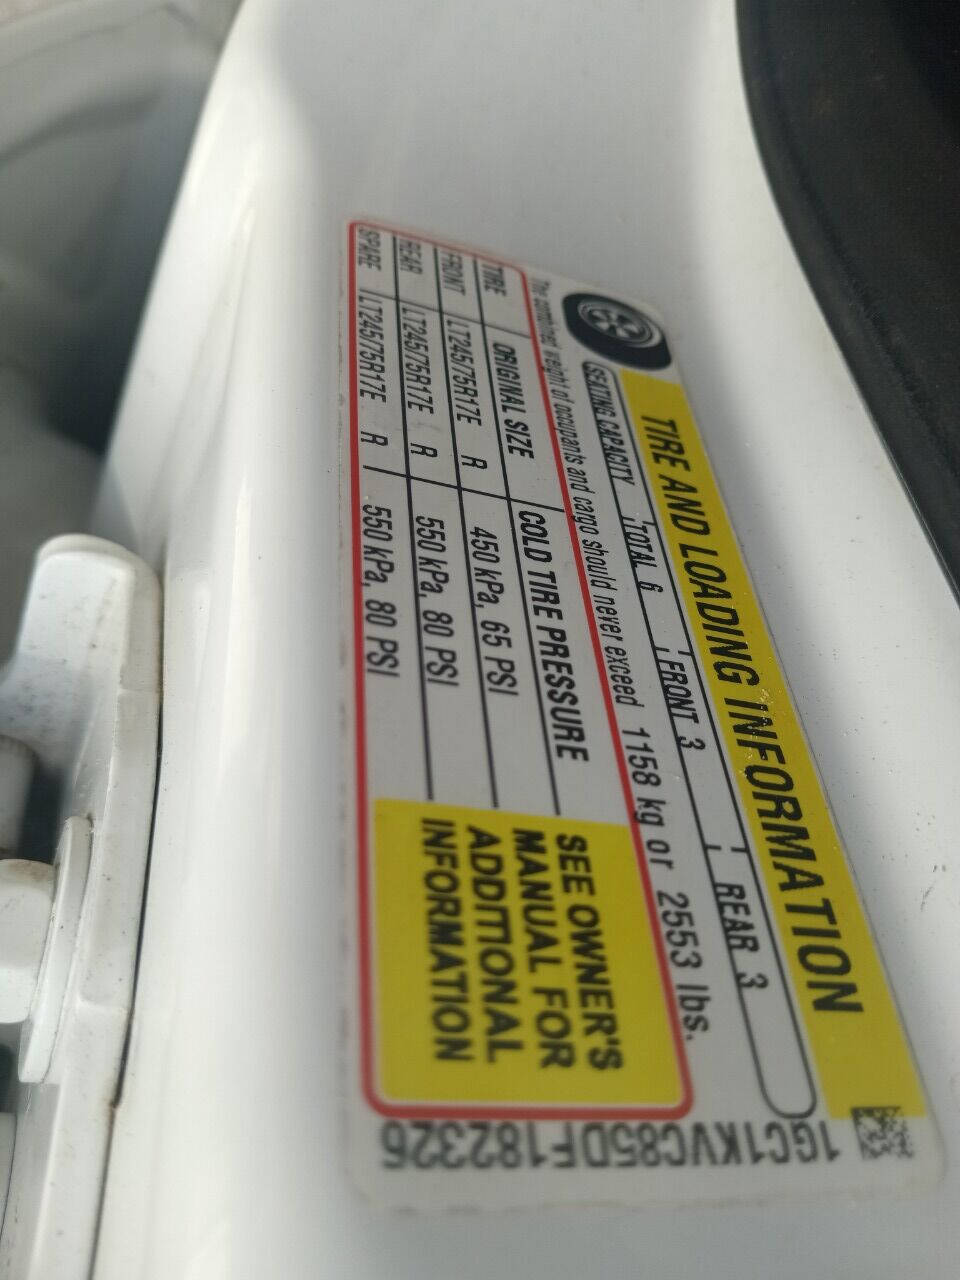 TIRE AND LOADING INFORMATION
SEATING CAPACITY TOTAL 6 FRONT 3 REAR 3
The combined weight of occupants and cargo should never exceed 1158 kg or 2553 lbs.
TIRE ORIGINAL SIZE COLD TIRE PRESSURE
FRONT LT245/75R17E R 450 kPa, 65 PSI
REAR LT245/75R17E R 550 kPa, 80 PSI
SPARE LT245/75R17E R 550 kPa, 80 PSI
SEE OWNER'S
MANUAL FOR
ADDITIONAL
INFORMATION
1GC1KVC85DF182326